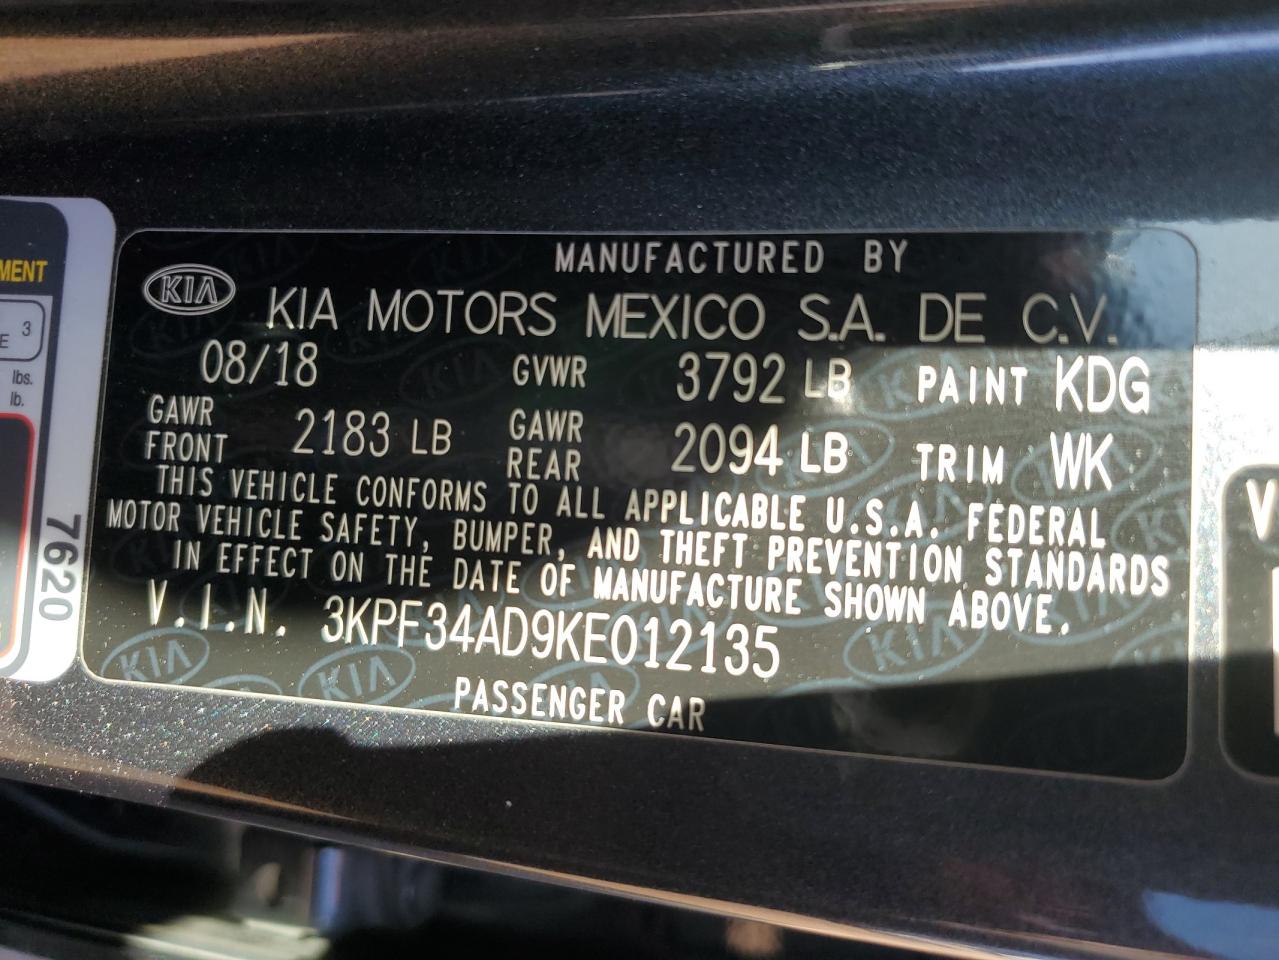 MANUFACTURED BY
KIA KIA MOTORS MEXICO S.A. DE C.V.
08/18 GVWR 3792 LB PAINT KDG
GAWR FRONT 2183 LB GAWR REAR 2094 LB TRIM WK
THIS VEHICLE CONFORMS TO ALL APPLICABLE U.S.A. FEDERAL
MOTOR VEHICLE SAFETY, BUMPER, AND THEFT PREVENTION STANDARDS
IN EFFECT ON THE DATE OF MANUFACTURE SHOWN ABOVE.
V.I.N. 3KPF34AD9KE012135
PASSENGER CAR
MENT
E 3
lbs.
lb.
7620
V